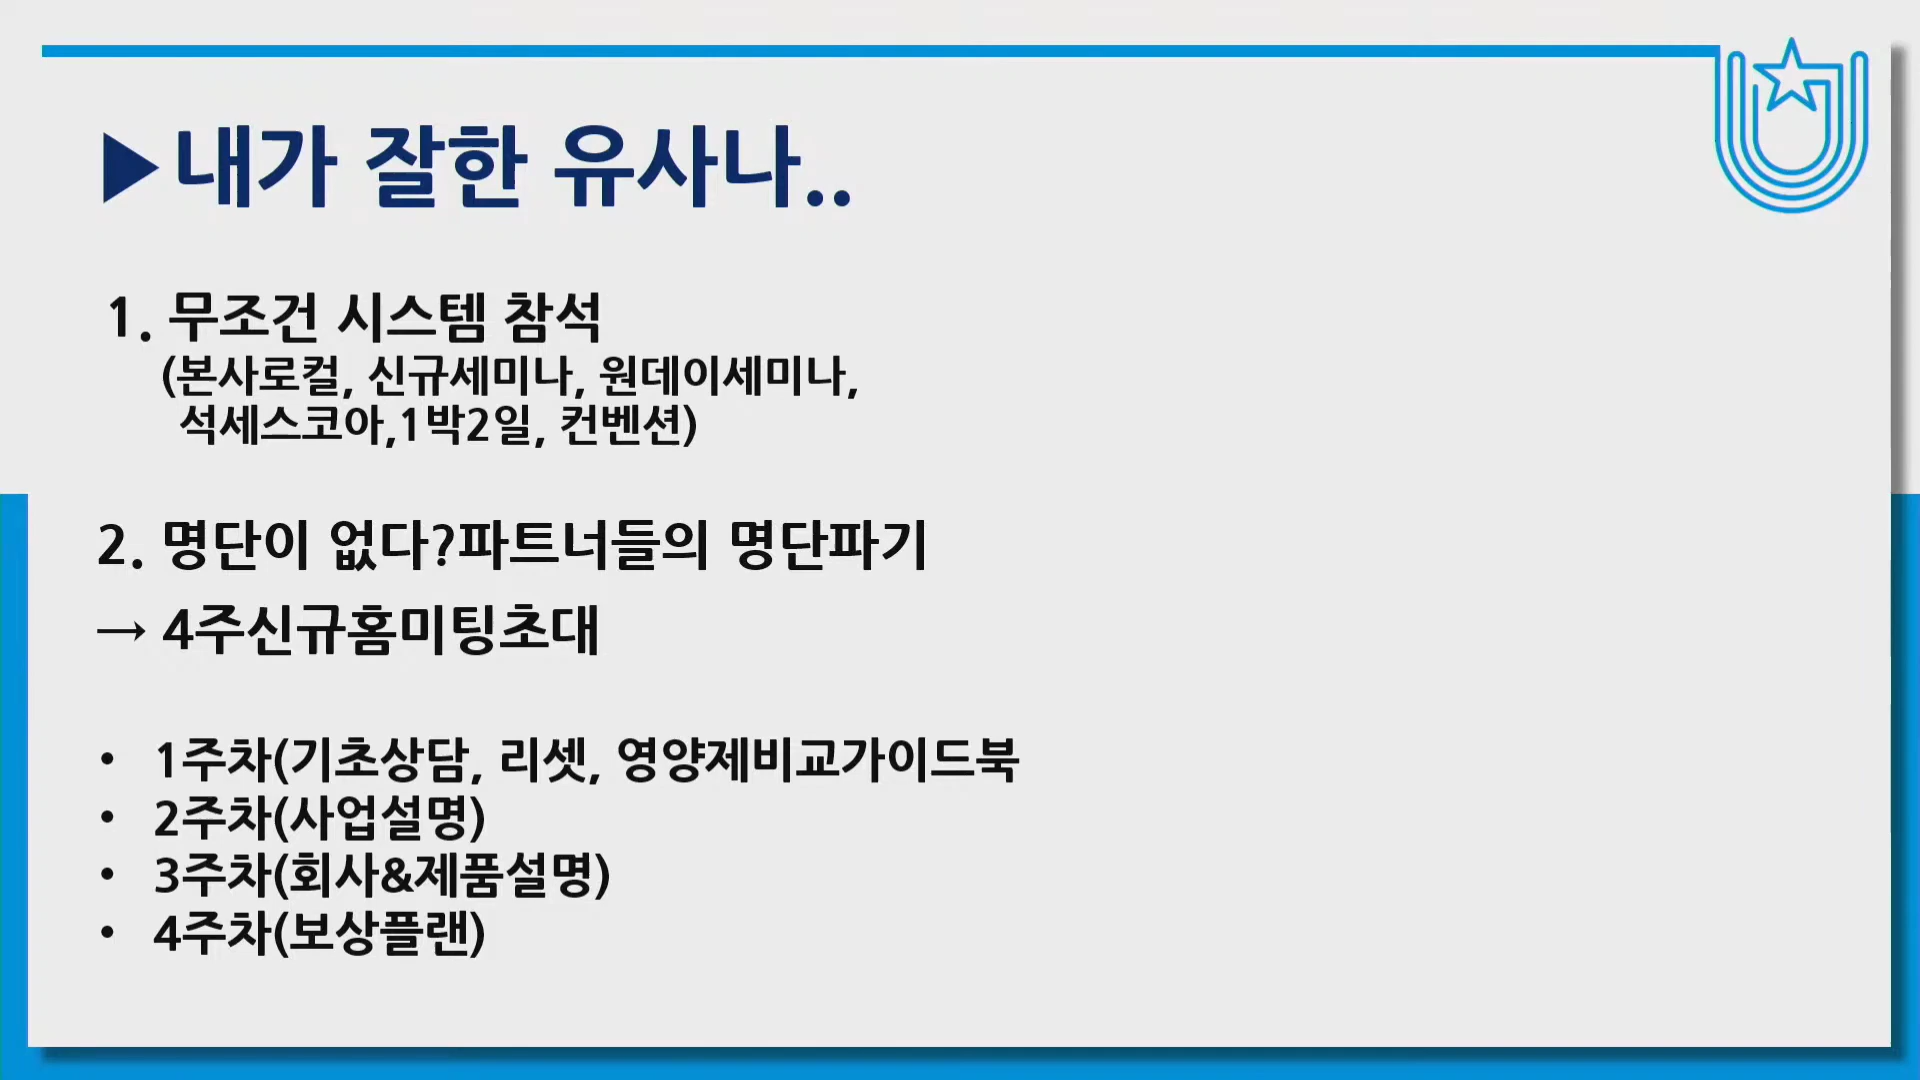 ▶내가 잘한 유사나..
1. 무조건 시스템 참석
(본사로컬, 신규세미나, 원데이세미나,
석세스코아,1박2일, 컨벤션)
2. 명단이 없다?파트너들의 명단파기
→ 4주신규홈미팅초대
• 1주차(기초상담, 리셋, 영양제비교가이드북
• 2주차(사업설명)
• 3주차(회사&제품설명)
• 4주차(보상플랜)